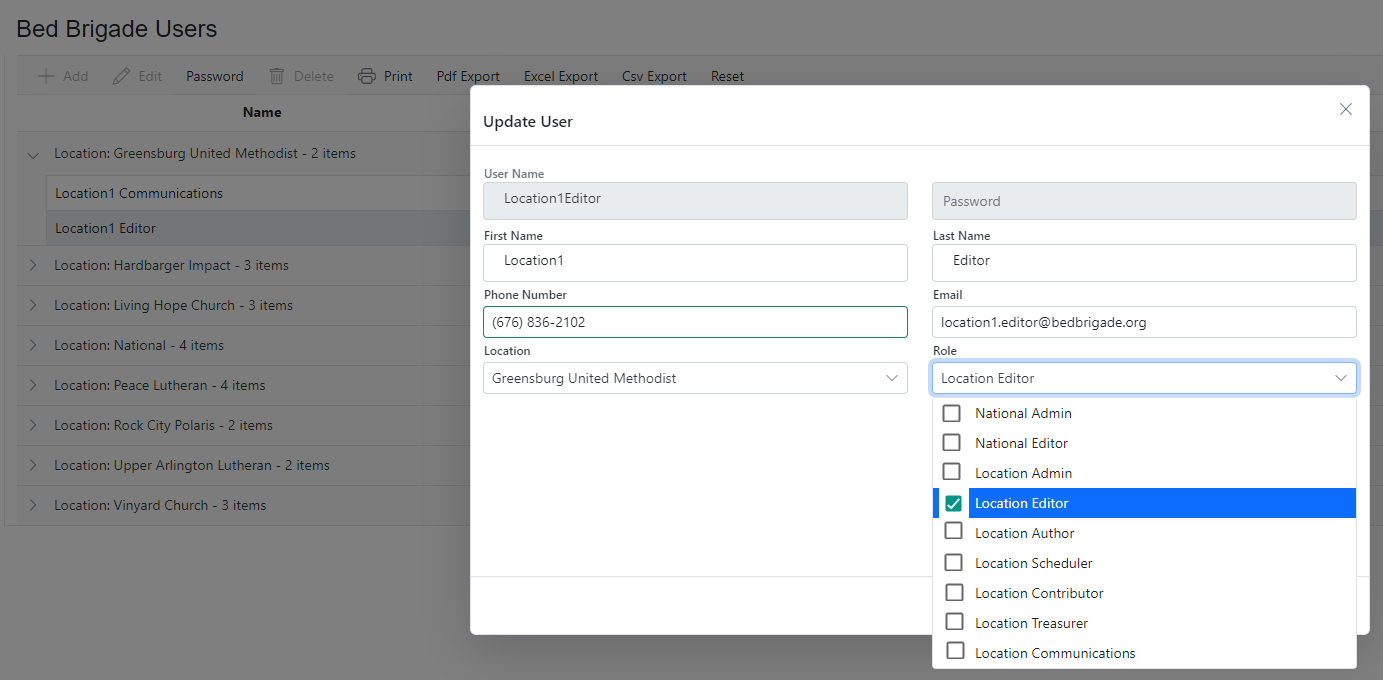 Bed Brigade Users
Add Edit Password Delete Print Pdf Export Excel Export Csv Export Reset
Name
Location: Greensburg United Methodist - 2 items
Location1 Communications
Location1 Editor
Location: Hardbarger Impact - 3 items
Location: Living Hope Church - 3 items
Location: National - 4 items
Location: Peace Lutheran - 4 items
Location: Rock City Polaris - 2 items
Location: Upper Arlington Lutheran - 2 items
Location: Vinyard Church - 3 items
Update User
User Name
Location1Editor Password
First Name Last Name
Location1 Editor
Phone Number Email
(676) 836-2102 location1.editor@bedbrigade.org
Location Role
Greensburg United Methodist Location Editor
National Admin
National Editor
Location Admin
Location Editor
Location Author
Location Scheduler
Location Contributor
Location Treasurer
Location Communications